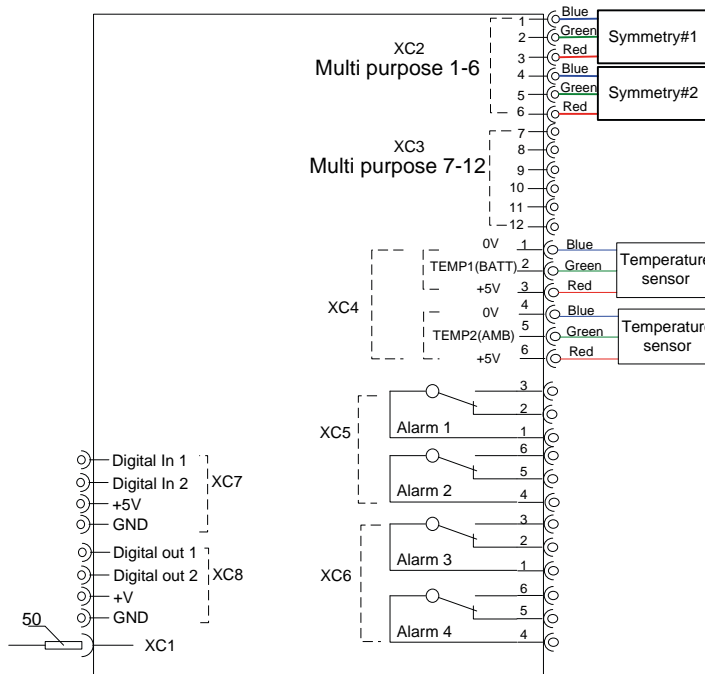 1 Blue
2 Green
3 Red
Symmetry#1
XC2
Multi purpose 1-6
4 Blue
5 Green
6 Red
Symmetry#2
XC3
Multi purpose 7-12
7
8
9
10
11
12
XC4
0V 1 Blue
TEMP1(BATT) 2 Green
+5V 3 Red
Temperature
sensor
0V 4 Blue
TEMP2(AMB) 5 Green
+5V 6 Red
Temperature
sensor
XC5
3
2
Alarm 1 1
6
5
Alarm 2 4
XC6
3
2
Alarm 3 1
6
5
Alarm 4 4
Digital In 1
Digital In 2
+5V
GND
XC7
Digital out 1
Digital out 2
+V
GND
XC8
50
XC1